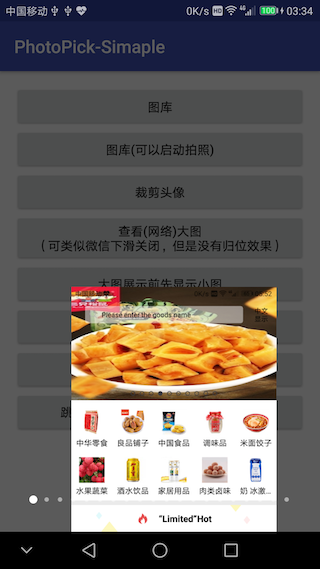 中国移动 0K/s HD 4G 100 03:34
PhotoPick-Simaple
图库
图库(可以启动拍照)
裁剪头像
查看(网络)大图
(可类似微信下滑关闭，但是没有归位效果)
大图展示前先显示小图
Please enter the goods name
中华零食 良品铺子 中国食品 调味品 米面饺子
水果蔬菜 酒水饮品 家居用品 肉类卤味 奶 冰激...
跳
“Limited”Hot